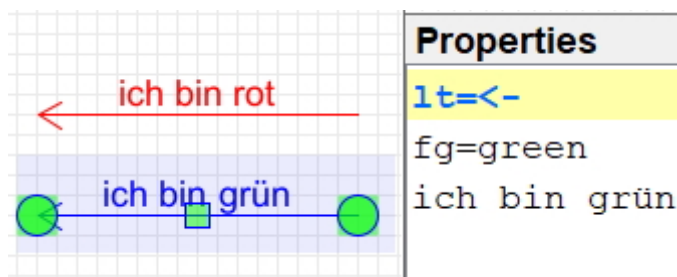 ich bin rot
ich bin grün
Properties
lt=<-
fg=green
ich bin grün